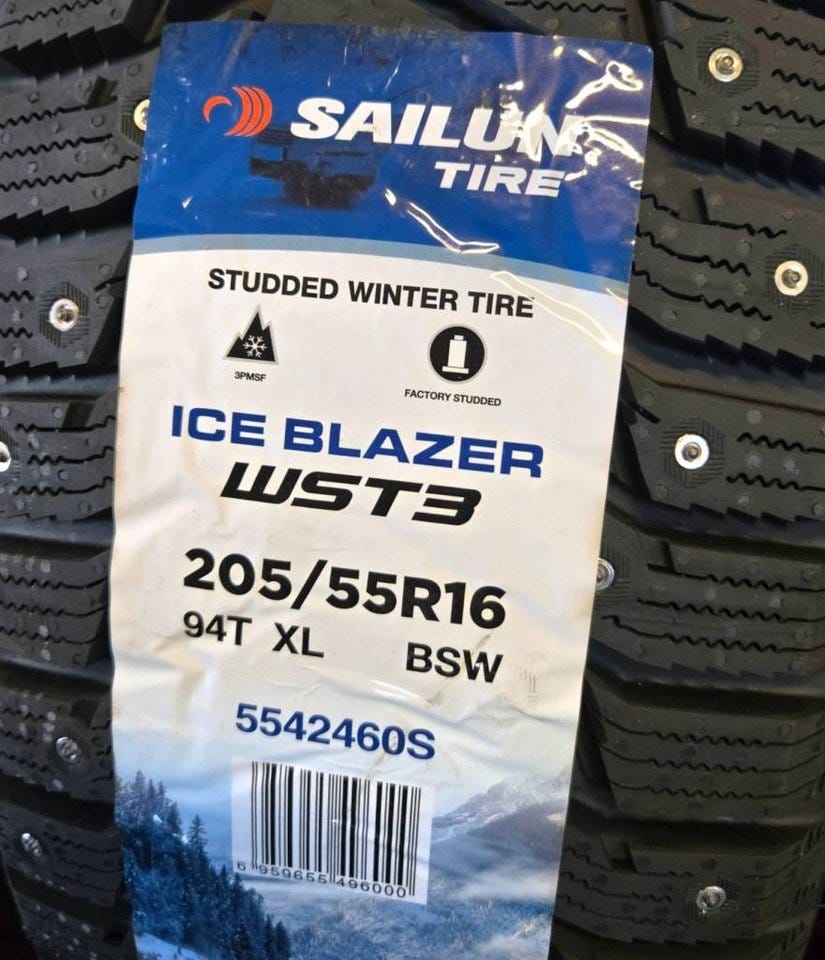 SAILUN
TIRE
STUDDED WINTER TIRE
3PMSF
FACTORY STUDDED
ICE BLAZER
WST3
205/55R16
94T XL BSW
5542460S
6 959655 496000